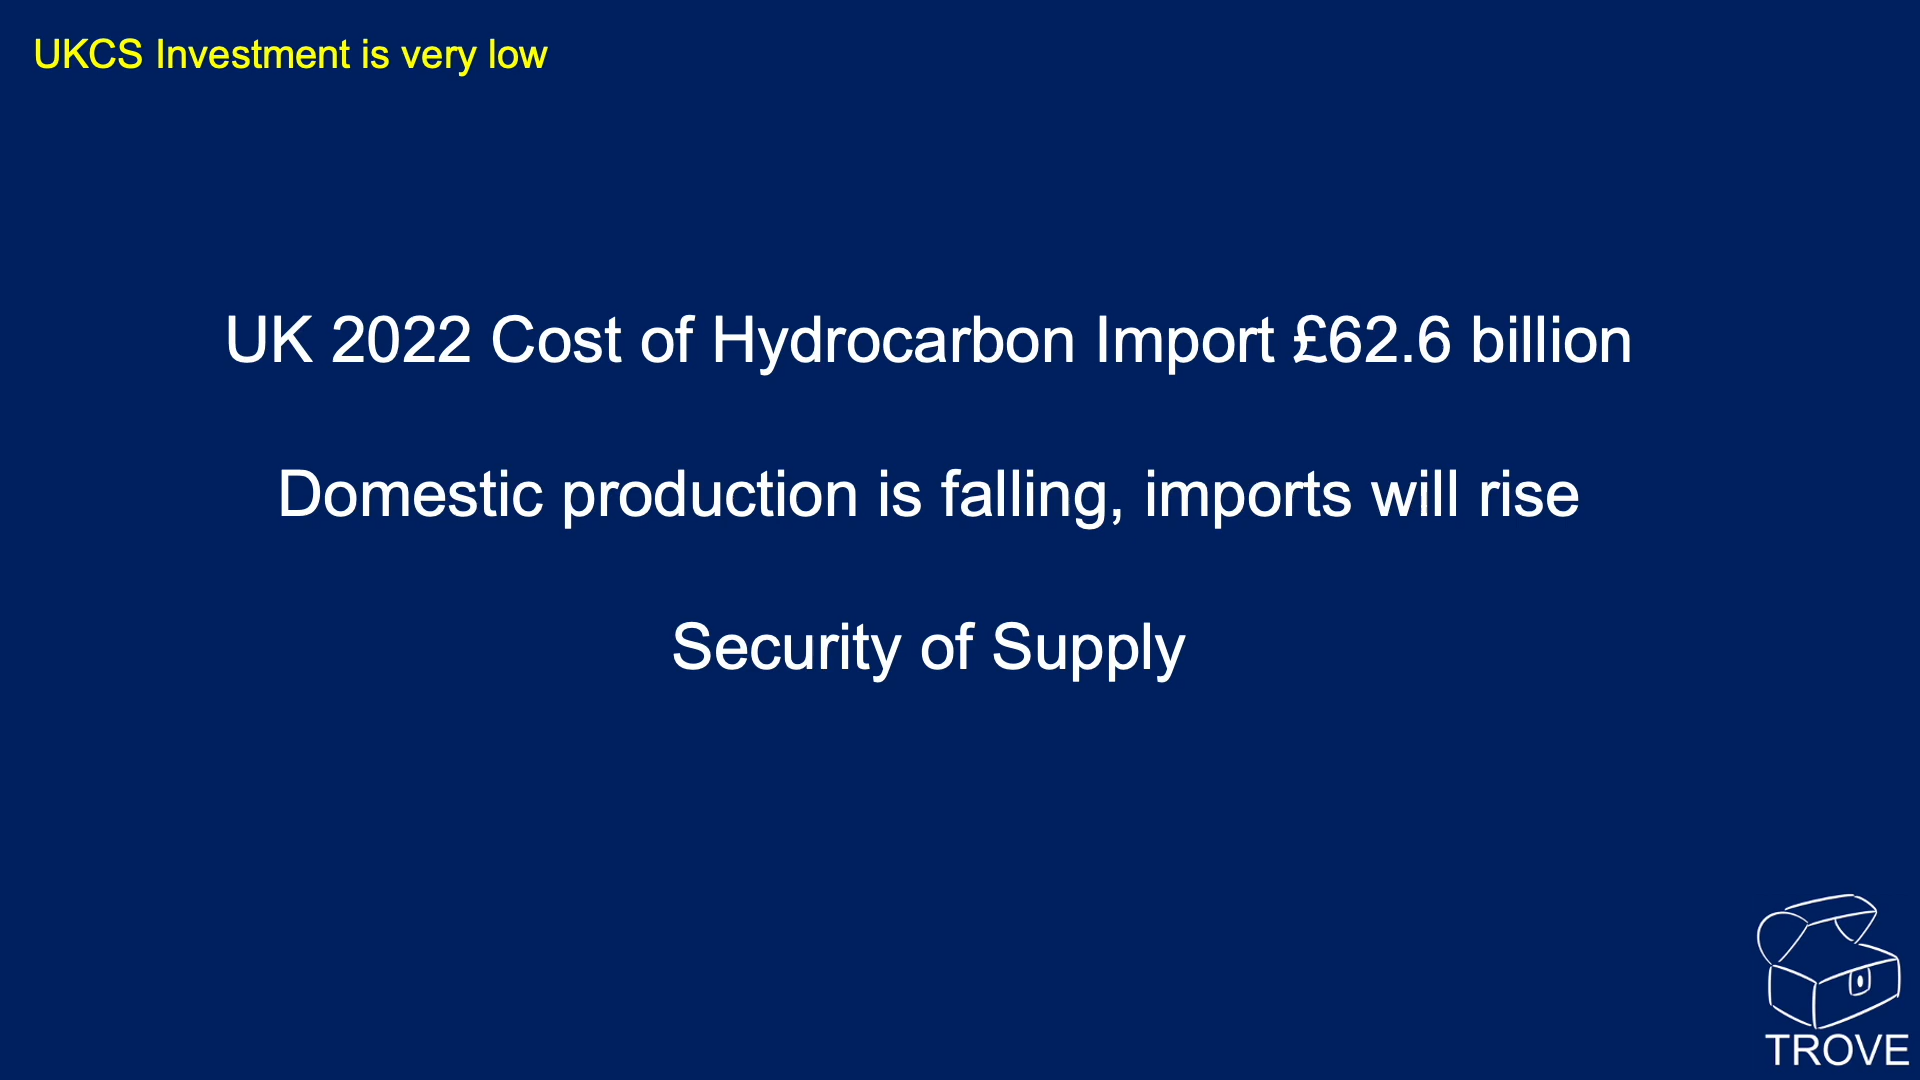 UKCS Investment is very low
UK 2022 Cost of Hydrocarbon Import £62.6 billion
Domestic production is falling, imports will rise
Security of Supply
TROVE